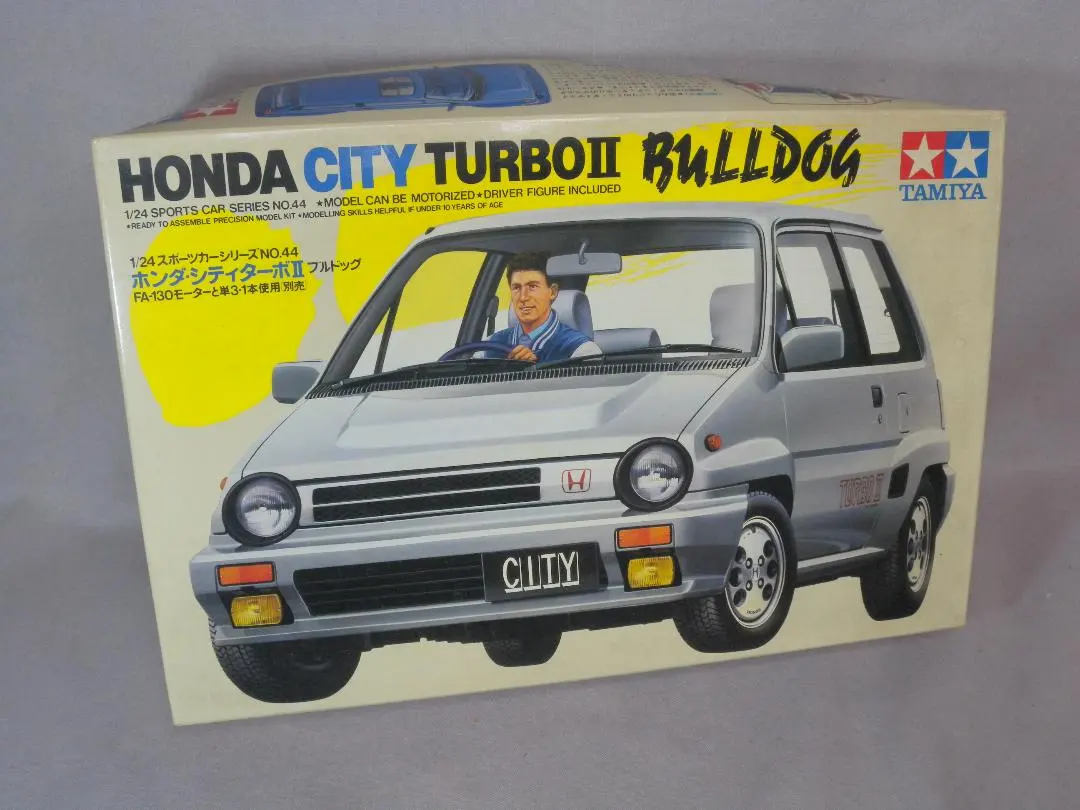 HONDA CITY TURBOII BULLDOG
TAMIYA
1/24 SPORTS CAR SERIES NO.44 ★MODEL CAN BE MOTORIZED★DRIVER FIGURE INCLUDED
★READY TO ASSEMBLE PRECISION MODEL KIT ★MODELLING SKILLS HELPFUL IF UNDER 10 YEARS OF AGE
1/24スポーツカーシリーズNO.44
ホンダ・シティターボII ブルドッグ
FA-130モーターと単3・1本使用 別売
TURBO II
CITY